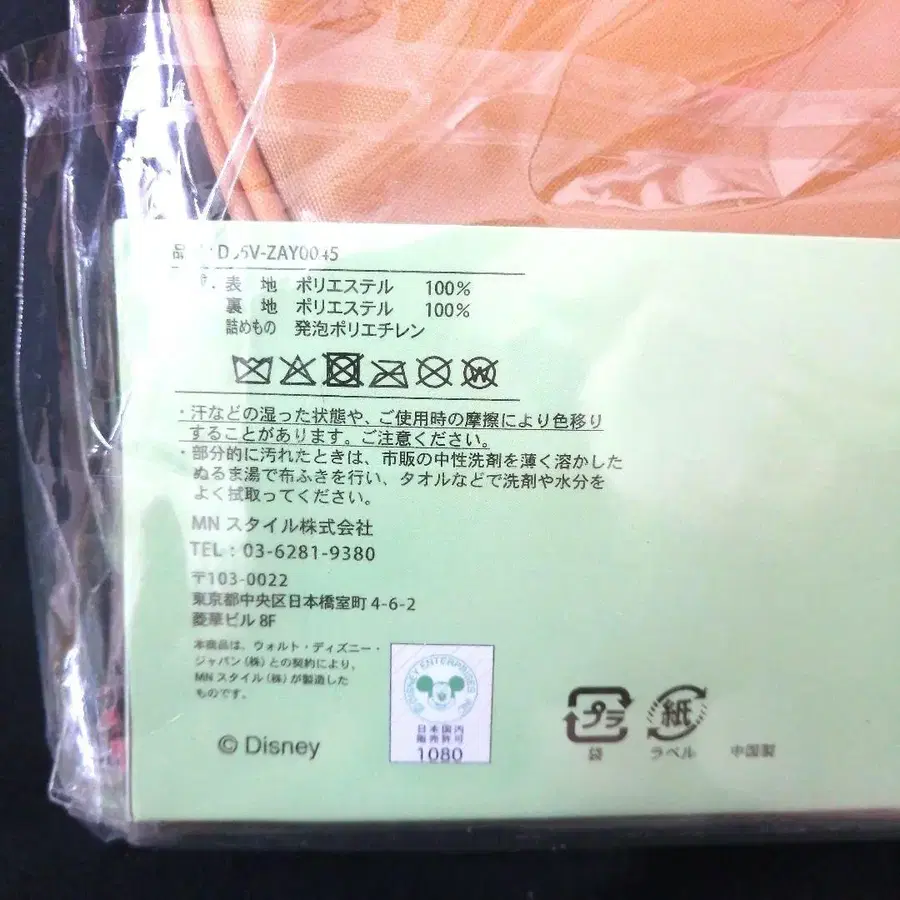 表 地 ポリエステル 100%
裏 地 ポリエステル 100%
詰めもの 発泡ポリエチレン
・汗などの湿った状態や、ご使用時の摩擦により色移り
することがあります。ご注意ください。
・部分的に汚れたときは、市販の中性洗剤を薄く溶かした
ぬるま湯で布ふきを行い、タオルなどで洗剤や水分を
よく拭取ってください。
MN スタイル株式会社
TEL : 03-6281-9380
〒103-0022
東京都中央区日本橋室町 4-6-2
菱華ビル 8F
本商品は、ウォルト・ディズニー・
ジャパン（株）との契約により、
MN スタイル（株）が製造した
ものです。
© Disney
DISNEY ENTERPRISES, INC.
日本国内
販売許可
1080
プラ
袋
紙
ラベル
中国製